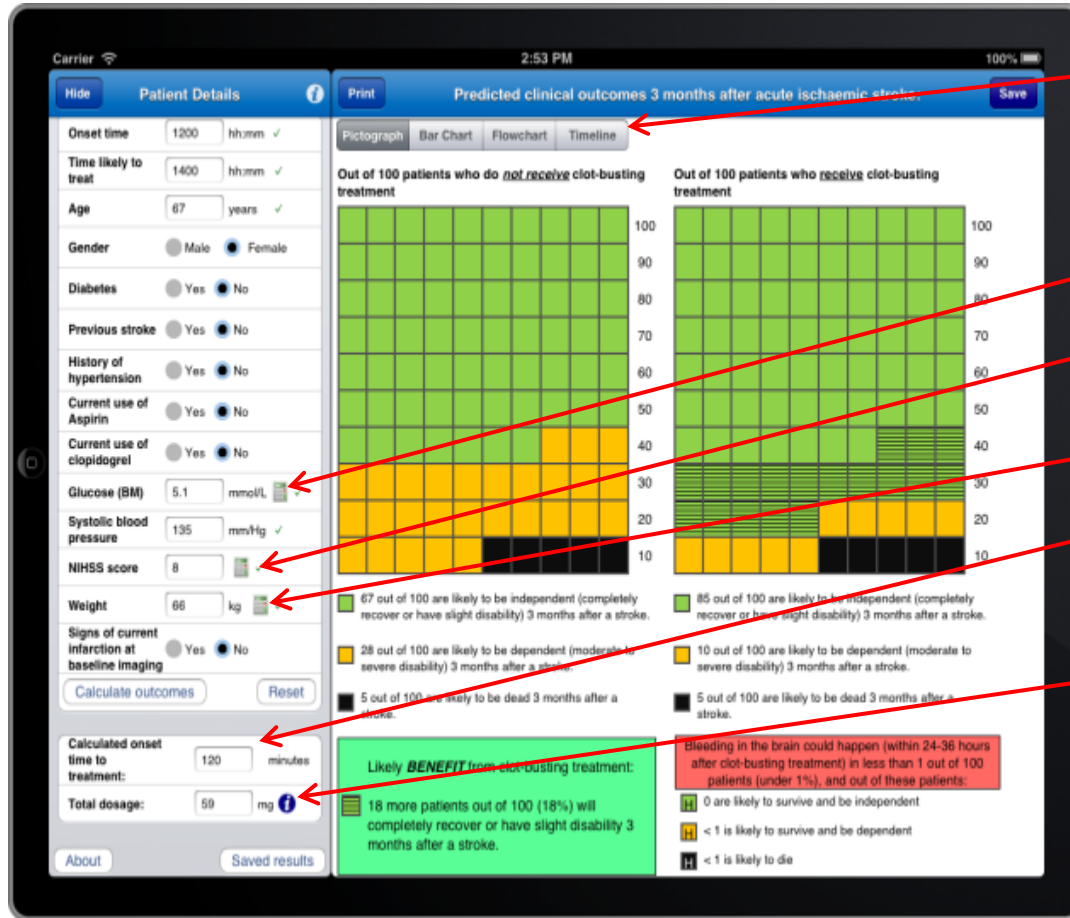 Carrier
2:53 PM
100%
Hide
Patient Details
Print
Predicted clinical outcomes 3 months after acute ischaemic stroke.
Save
Onset time
1200
hh:mm ✓
Time likely to
treat
1400
hh:mm ✓
Age
67
years ✓
Gender
Male
Female
Diabetes
Yes
No
Previous stroke
Yes
No
History of
hypertension
Yes
No
Current use of
Aspirin
Yes
No
Current use of
clopidogrel
Yes
No
Glucose (BM)
5.1
mmol/L
Systolic blood
pressure
135
mm/Hg ✓
NIHSS score
8
Weight
66
kg
Signs of current
infarction at
baseline imaging
Yes
No
Calculate outcomes
Reset
Calculated onset
time to
treatment:
120
minutes
Total dosage:
59
mg i
About
Saved results
Pictograph
Bar Chart
Flowchart
Timeline
Out of 100 patients who do not receive clot-busting
treatment
100
90
80
70
60
50
40
30
20
10
67 out of 100 are likely to be independent (completely
recover or have slight disability) 3 months after a stroke.
28 out of 100 are likely to be dependent (moderate to
severe disability) 3 months after a stroke.
5 out of 100 are likely to be dead 3 months after a
stroke.
Likely BENEFIT from clot-busting treatment:
18 more patients out of 100 (18%) will
completely recover or have slight disability 3
months after a stroke.
Out of 100 patients who receive clot-busting
treatment
100
90
80
70
60
50
40
30
20
10
85 out of 100 are likely to be independent (completely
recover or have slight disability) 3 months after a stroke.
10 out of 100 are likely to be dependent (moderate to
severe disability) 3 months after a stroke.
5 out of 100 are likely to be dead 3 months after a
stroke.
Bleeding in the brain could happen (within 24-36 hours
after clot-busting treatment) in less than 1 out of 100
patients (under 1%), and out of these patients:
H 0 are likely to survive and be independent
H < 1 is likely to survive and be dependent
H < 1 is likely to die